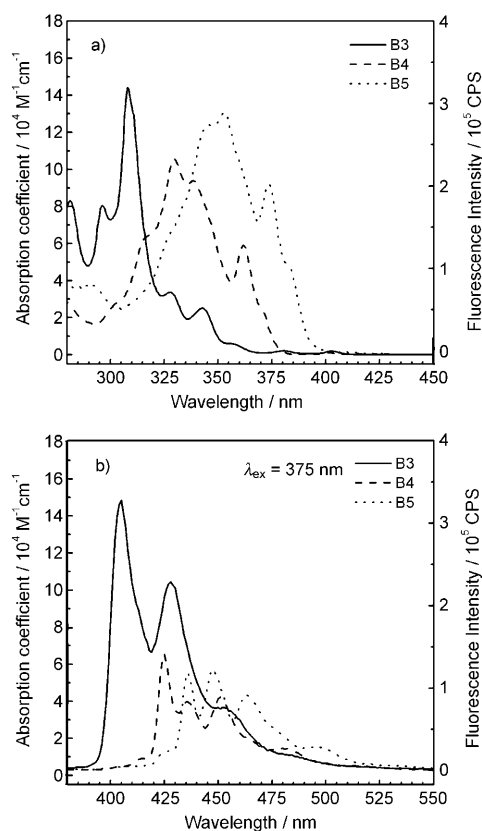 a)
B3
B4
B5
Absorption coefficient / 10⁴ M⁻¹cm⁻¹
18
16
14
12
10
8
6
4
2
0
Fluorescence Intensity / 10⁵ CPS
4
3
2
1
0
300 325 350 375 400 425 450
Wavelength / nm
b)
λex = 375 nm
B3
B4
B5
Absorption coefficient / 10⁴ M⁻¹cm⁻¹
18
16
14
12
10
8
6
4
2
0
Fluorescence Intensity / 10⁵ CPS
4
3
2
1
0
400 425 450 475 500 525 550
Wavelength / nm